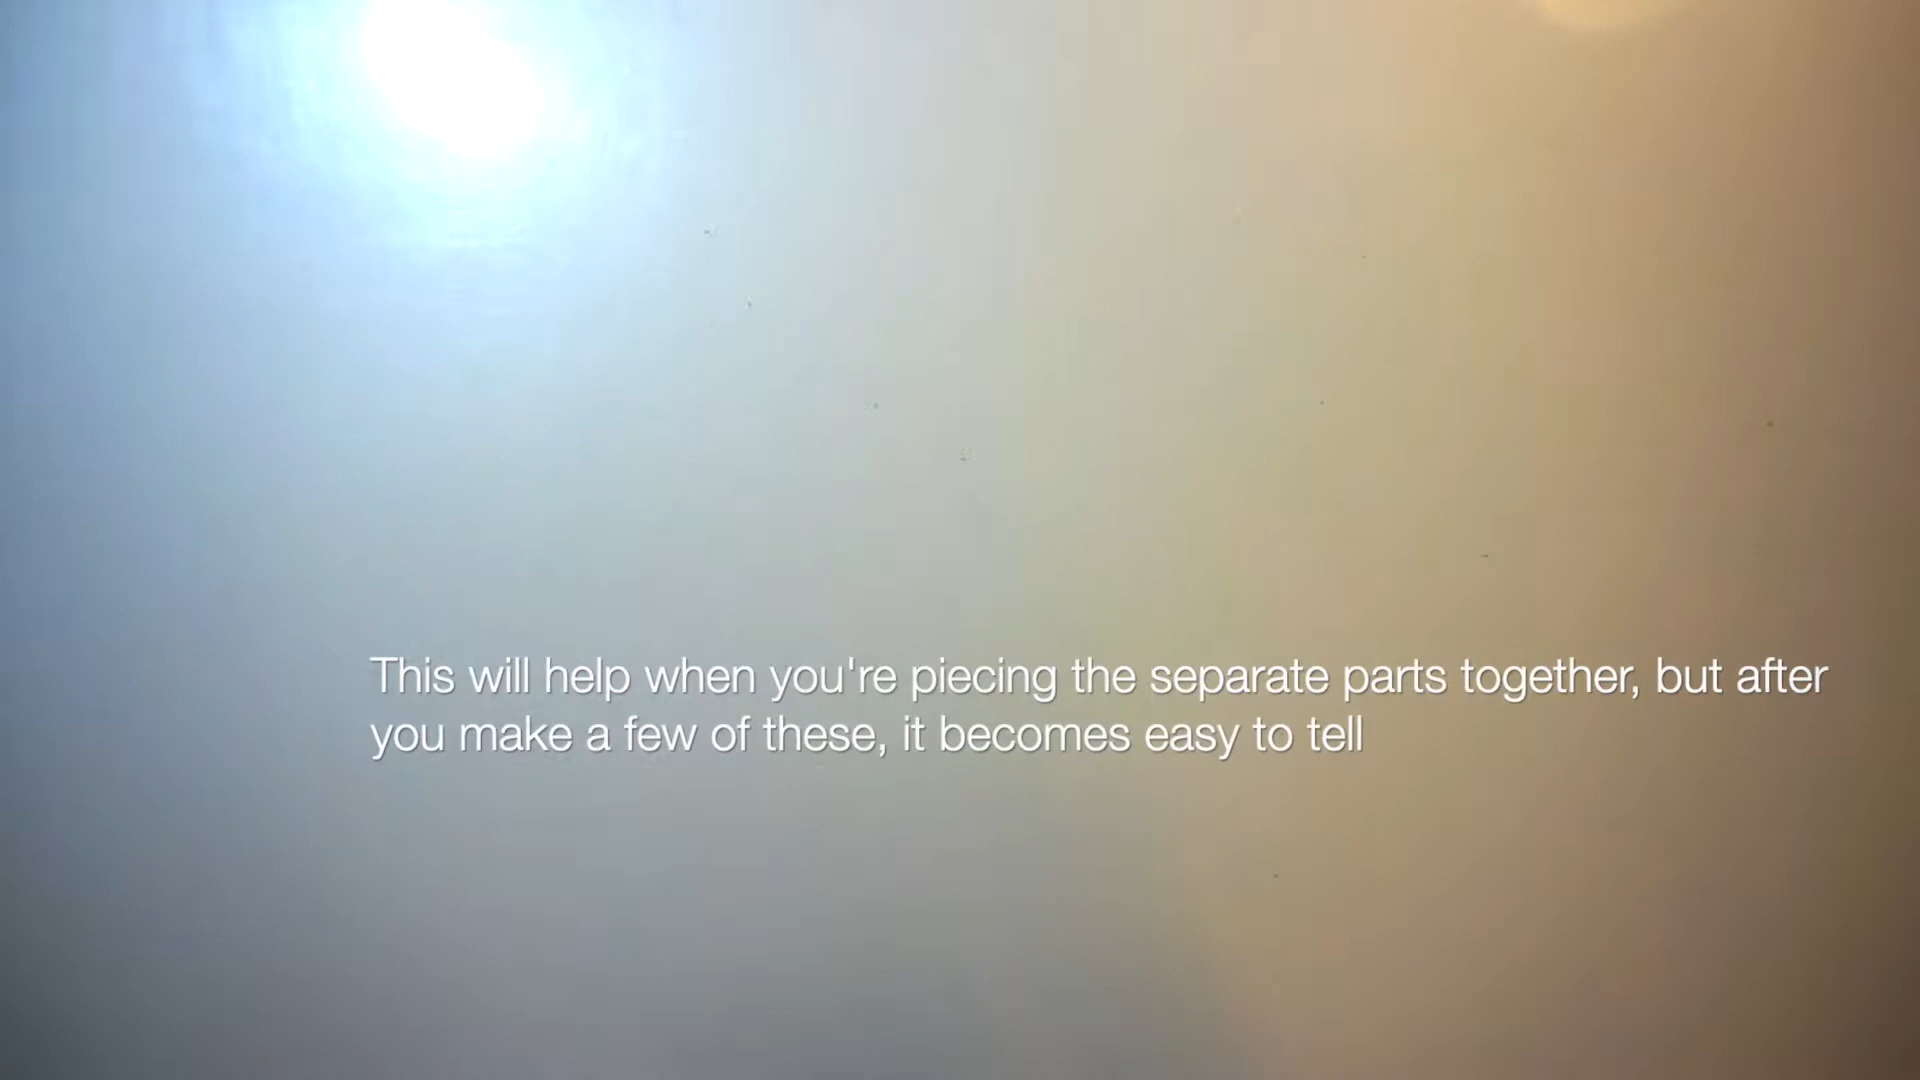 This will help when you're piecing the separate parts together, but after
you make a few of these, it becomes easy to tell